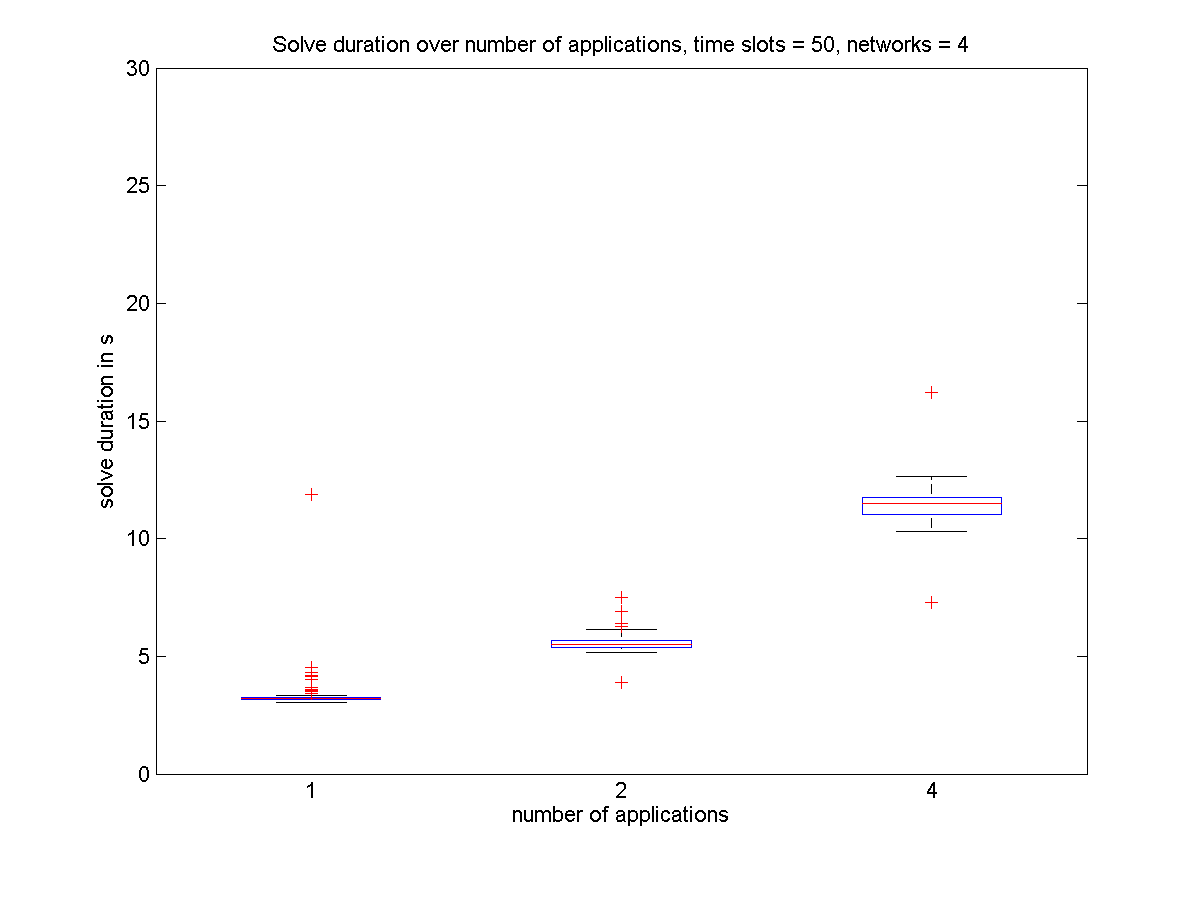 Solve duration over number of applications, time slots = 50, networks = 4
30
25
20
15
10
5
0
solve duration in s
1 2 4
number of applications